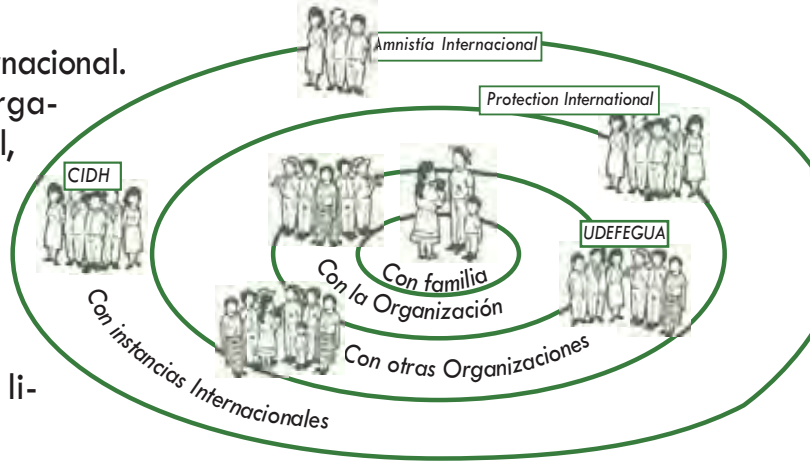 rnacional.
rga-
l,
li-
Amnistía Internacional
Protection International
CIDH
UDEFEGUA
Con familia
Con la Organización
Con otras Organizaciones
Con instancias Internacionales